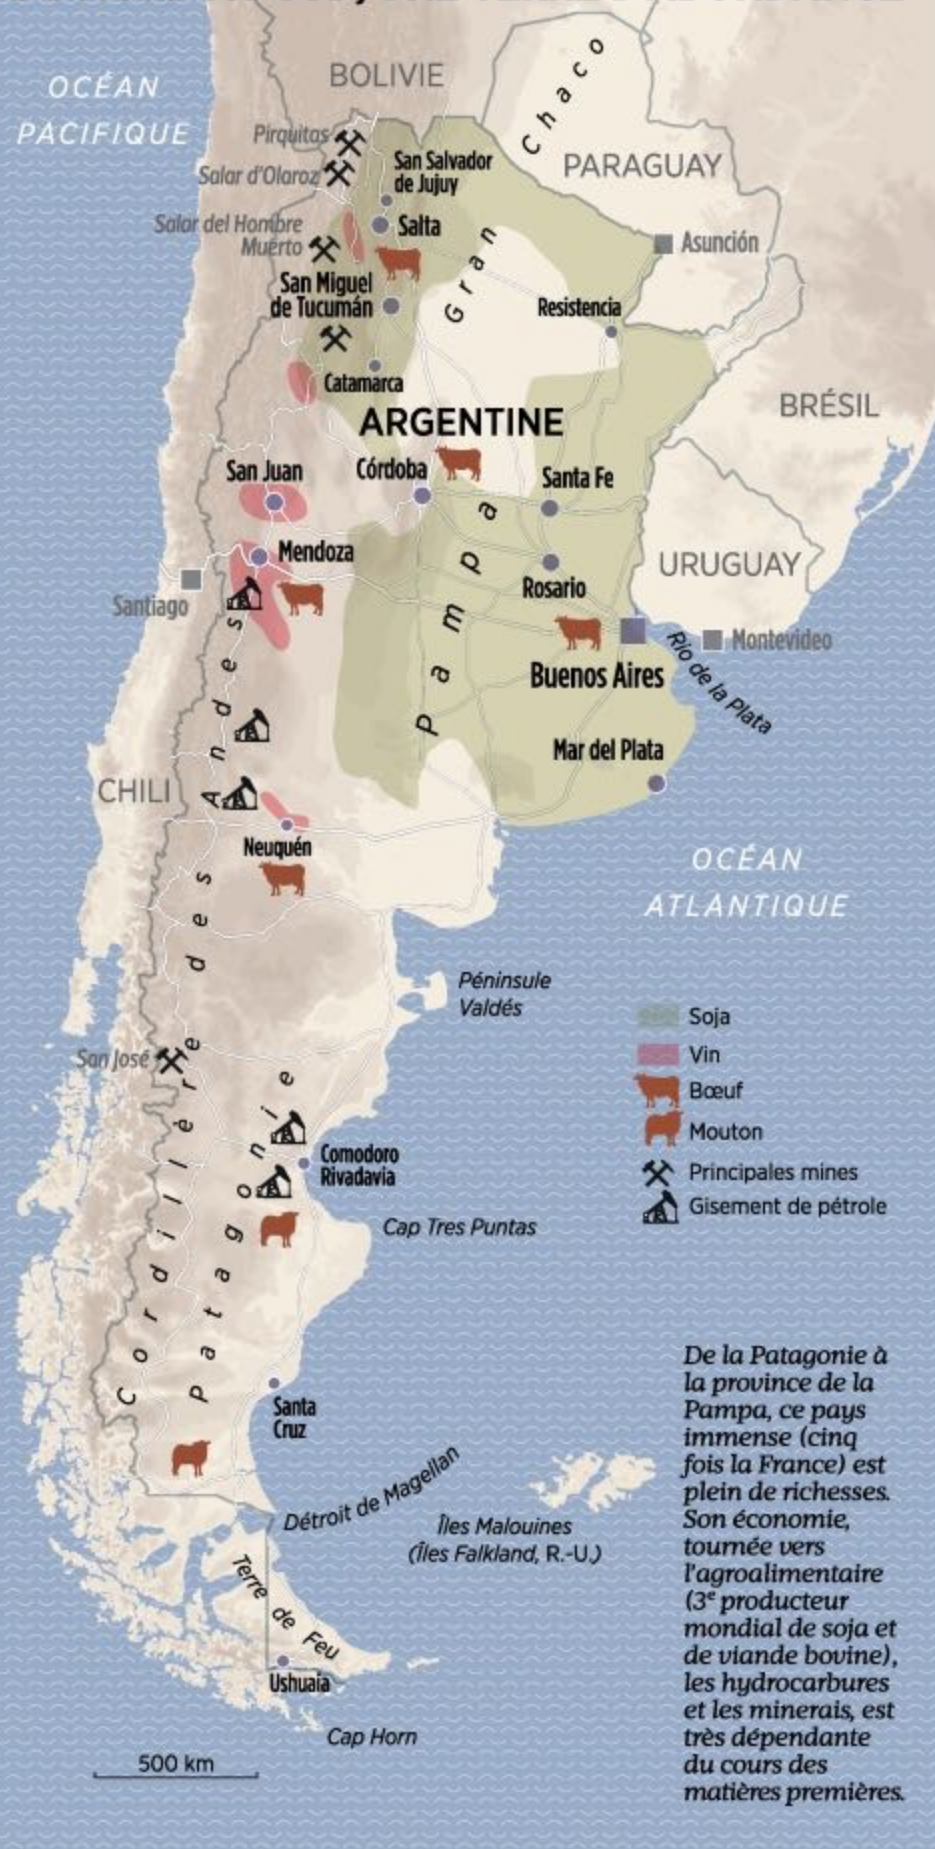 OCÉAN
PACIFIQUE
BOLIVIE
Gran Chaco
PARAGUAY
Pirquitas
Salar d'Olaroz
San Salvador
de Jujuy
Salar del Hombre
Muerto
Salta
Asunción
San Miguel
de Tucumán
Resistencia
Catamarca
BRÉSIL
ARGENTINE
San Juan
Córdoba
Santa Fe
Pampa
Mendoza
URUGUAY
Santiago
Rosario
Montevideo
Buenos Aires
Río de la Plata
Mar del Plata
CHILI
Neuquén
OCÉAN
ATLANTIQUE
Cordillère des Andes
Péninsule
Valdés
San José
Patagonie
Comodoro
Rivadavia
Cap Tres Puntas
Soja
Vin
Bœuf
Mouton
Principales mines
Gisement de pétrole
Santa
Cruz
Détroit de Magellan
Îles Malouines
(Îles Falkland, R.-U.)
Terre de Feu
Ushuaia
Cap Horn
500 km
De la Patagonie à
la province de la
Pampa, ce pays
immense (cinq
fois la France) est
plein de richesses.
Son économie,
tournée vers
l'agroalimentaire
(3e producteur
mondial de soja et
de viande bovine),
les hydrocarbures
et les minerais, est
très dépendante
du cours des
matières premières.